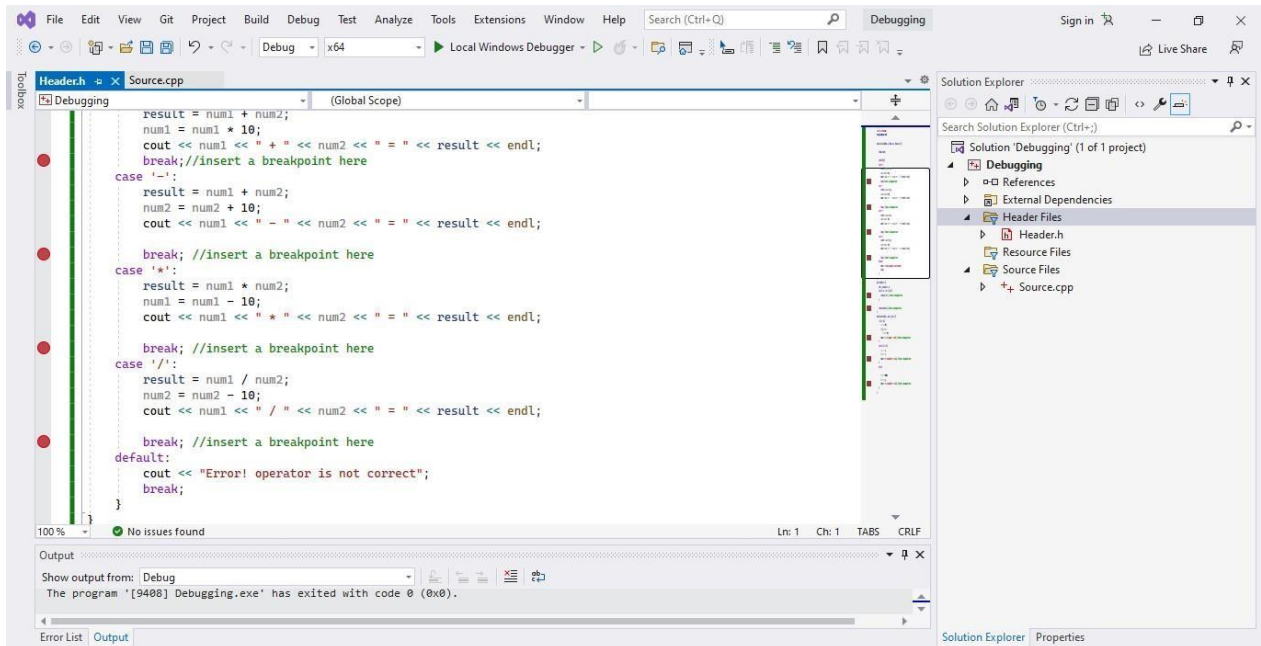 File Edit View Git Project Build Debug Test Analyze Tools Extensions Window Help Search (Ctrl+Q) Debugging Sign in
Debug x64 Local Windows Debugger Live Share
Toolbox
Header.h Source.cpp
Debugging (Global Scope)
result = num1 + num2;
num1 = num1 * 10;
cout << num1 << " + " << num2 << " = " << result << endl;
break;//insert a breakpoint here
case '-':
result = num1 + num2;
num2 = num2 + 10;
cout << num1 << " - " << num2 << " = " << result << endl;
break; //insert a breakpoint here
case '*':
result = num1 * num2;
num1 = num1 - 10;
cout << num1 << " * " << num2 << " = " << result << endl;
break; //insert a breakpoint here
case '/':
result = num1 / num2;
num2 = num2 - 10;
cout << num1 << " / " << num2 << " = " << result << endl;
break; //insert a breakpoint here
default:
cout << "Error! operator is not correct";
break;
}
}
100 % No issues found Ln: 1 Ch: 1 TABS CRLF
Output
Show output from: Debug
The program '[9408] Debugging.exe' has exited with code 0 (0x0).
Error List Output
Solution Explorer
Search Solution Explorer (Ctrl+;)
Solution 'Debugging' (1 of 1 project)
Debugging
References
External Dependencies
Header Files
Header.h
Resource Files
Source Files
Source.cpp
Solution Explorer Properties